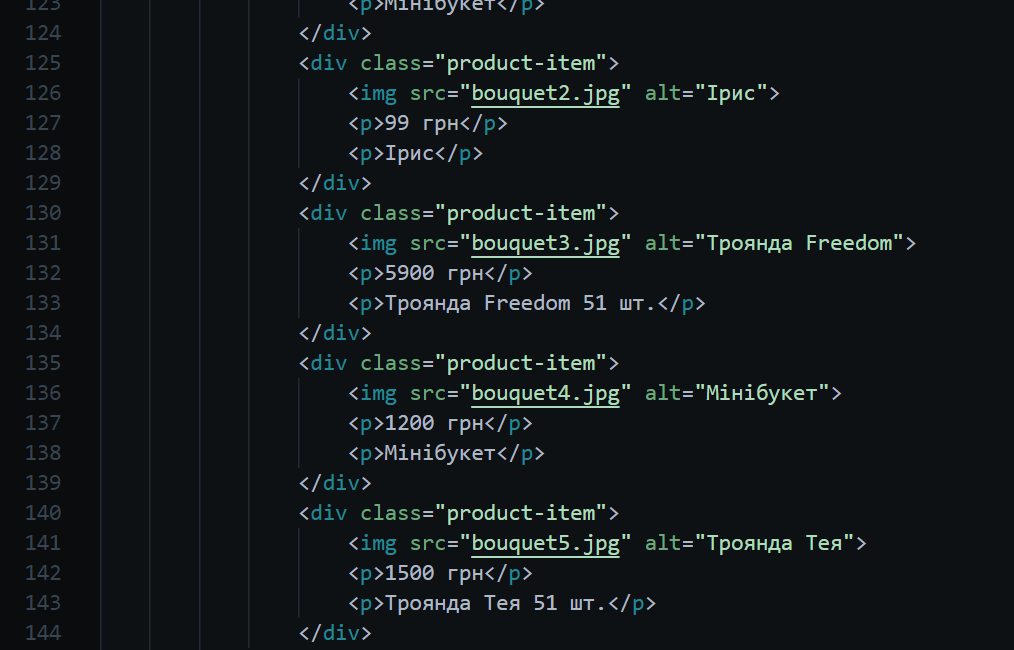 123 <p>Мінібукет</p>
124 </div>
125 <div class="product-item">
126 <img src="bouquet2.jpg" alt="Ірис">
127 <p>99 грн</p>
128 <p>Ірис</p>
129 </div>
130 <div class="product-item">
131 <img src="bouquet3.jpg" alt="Троянда Freedom">
132 <p>5900 грн</p>
133 <p>Троянда Freedom 51 шт.</p>
134 </div>
135 <div class="product-item">
136 <img src="bouquet4.jpg" alt="Мінібукет">
137 <p>1200 грн</p>
138 <p>Мінібукет</p>
139 </div>
140 <div class="product-item">
141 <img src="bouquet5.jpg" alt="Троянда Тея">
142 <p>1500 грн</p>
143 <p>Троянда Тея 51 шт.</p>
144 </div>